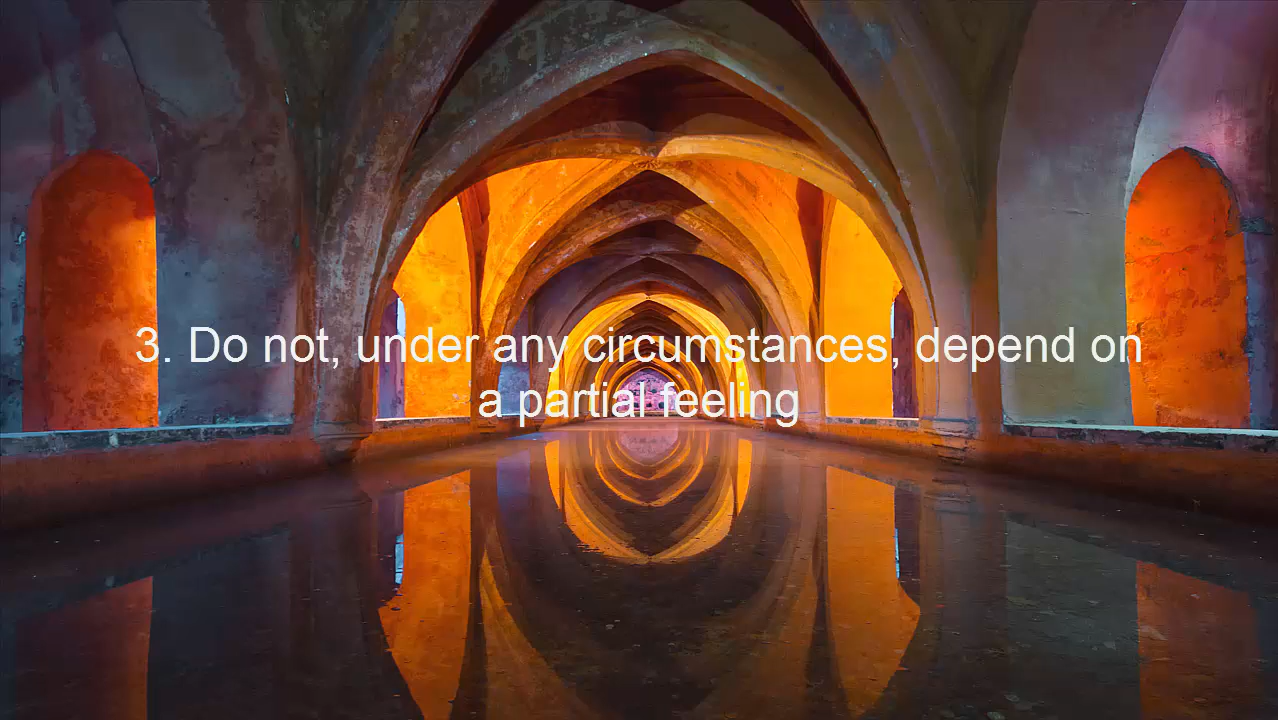 3. Do not, under any circumstances, depend on
a partial feeling